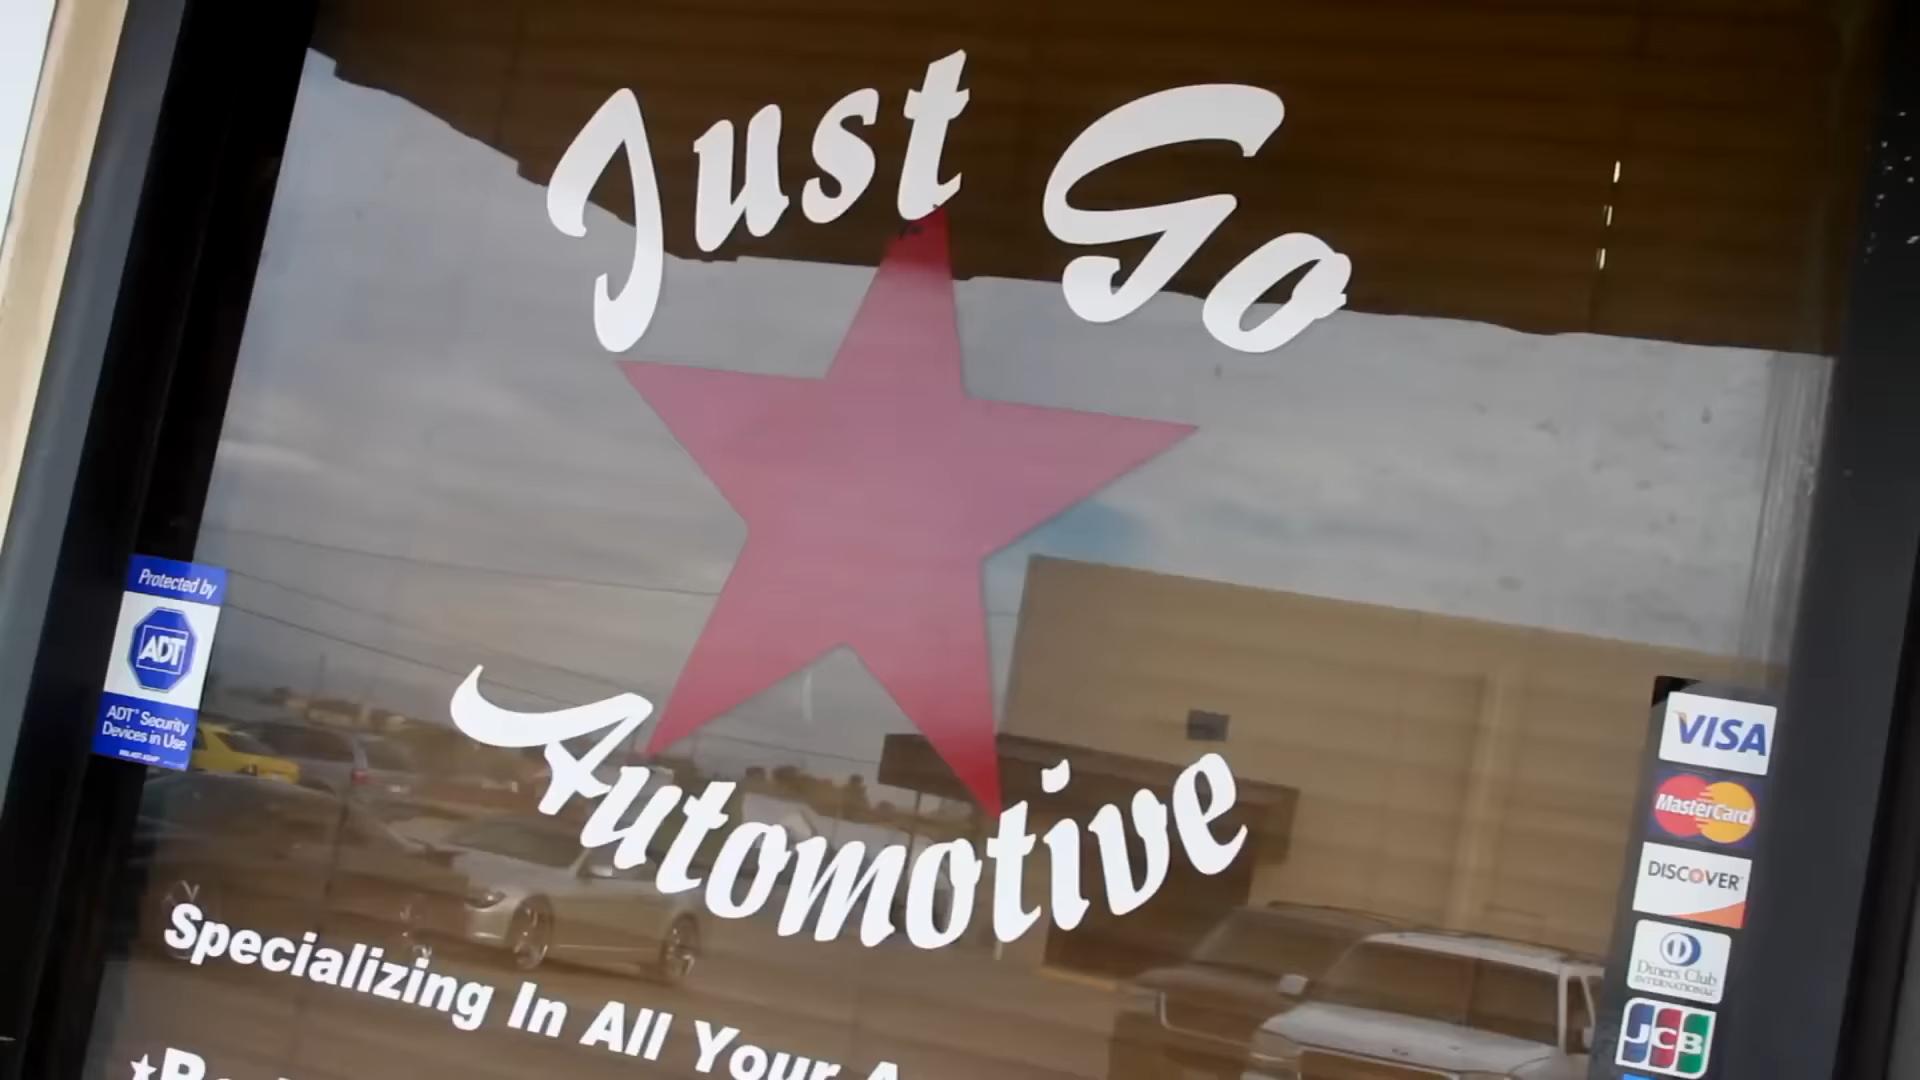 Just Go
Automotive
Specializing In All Your
Protected by
ADT
ADT Security
Devices in Use
VISA
MasterCard
DISCOVER
Diners Club
INTERNATIONAL
JCB